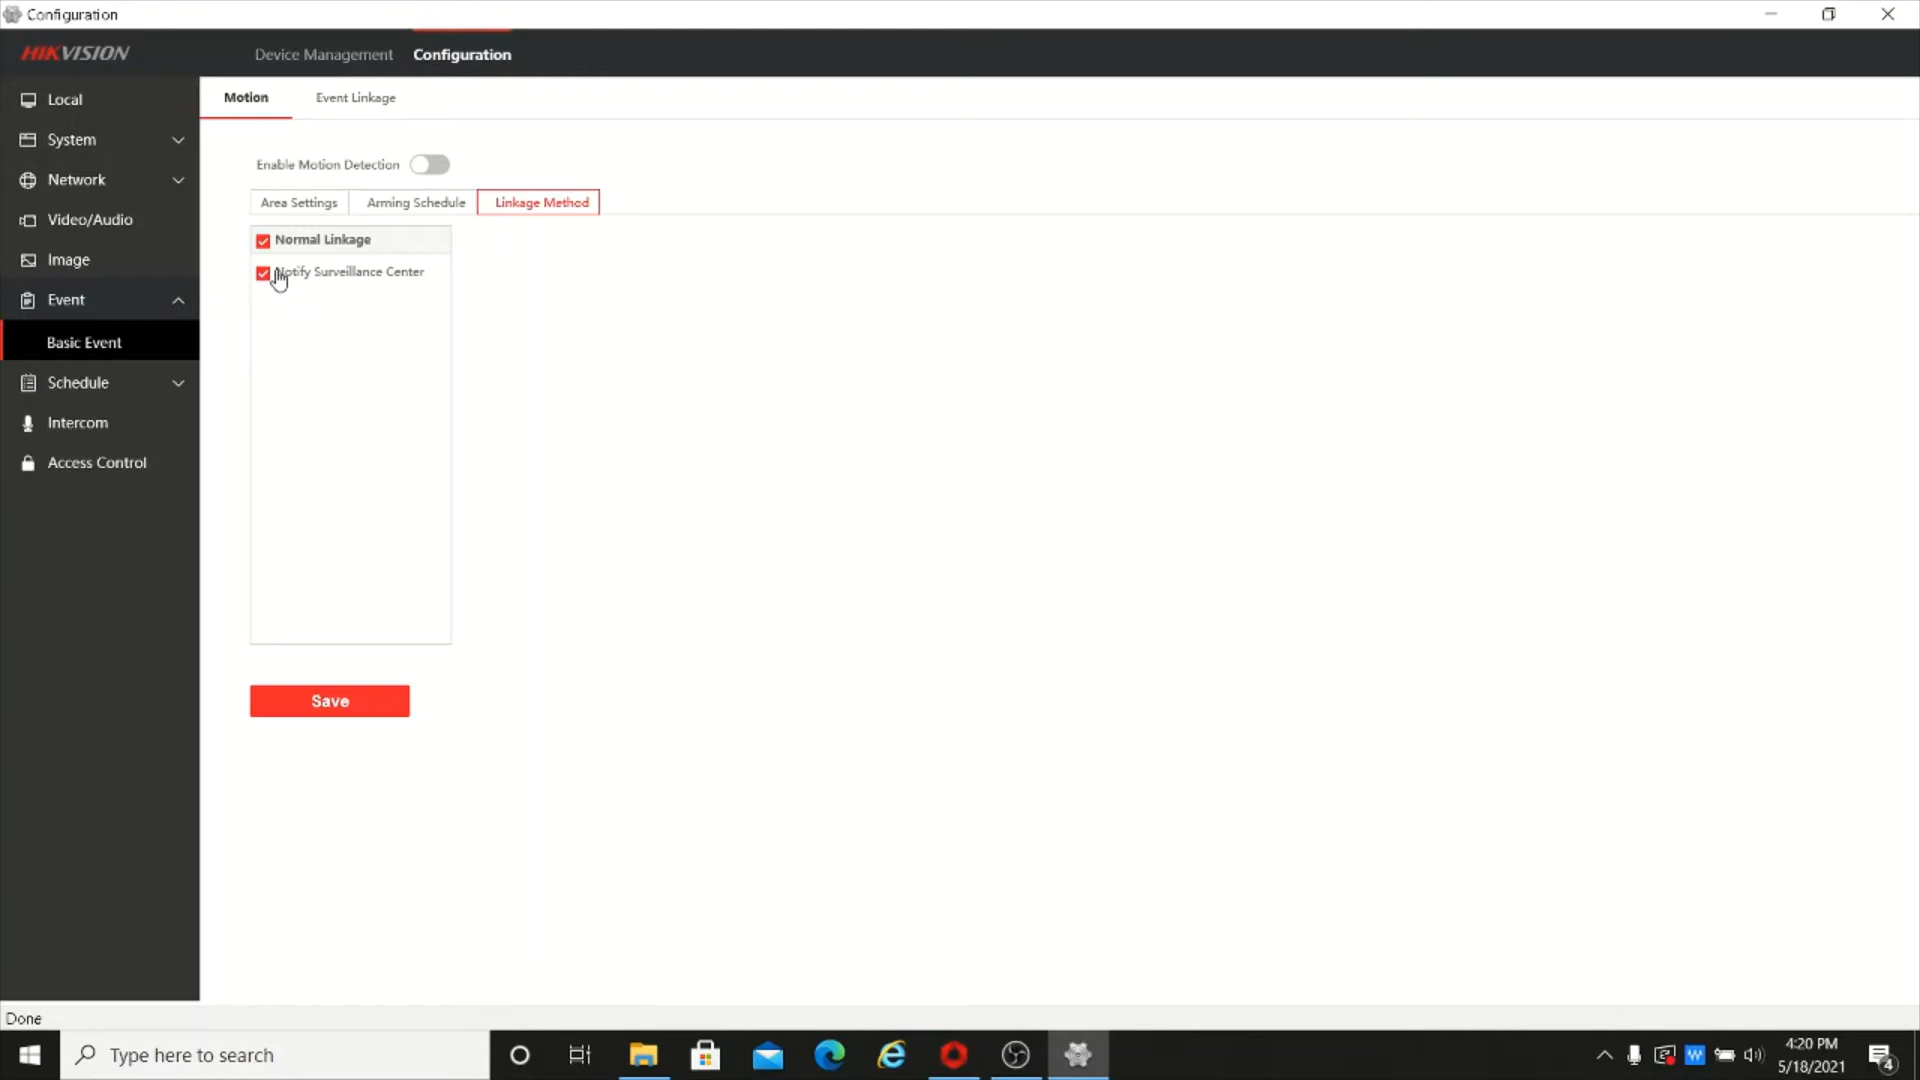 Configuration
HIKVISION
Device Management
Configuration
Local
System
Network
Video/Audio
Image
Event
Basic Event
Schedule
Intercom
Access Control
Motion
Event Linkage
Enable Motion Detection
Area Settings
Arming Schedule
Linkage Method
Normal Linkage
Notify Surveillance Center
Save
Done
Type here to search
W
4:20 PM
5/18/2021
4